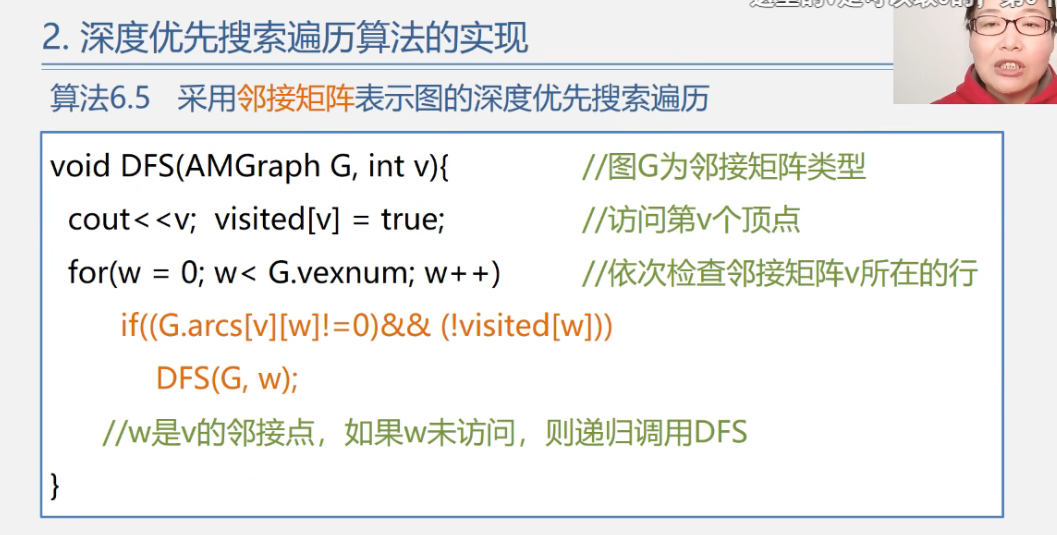 2. 深度优先搜索遍历算法的实现
算法6.5 采用邻接矩阵表示图的深度优先搜索遍历
void DFS(AMGraph G, int v){ //图G为邻接矩阵类型
cout<<v; visited[v] = true; //访问第v个顶点
for(w = 0; w< G.vexnum; w++) //依次检查邻接矩阵v所在的行
if((G.arcs[v][w]!=0)&& (!visited[w]))
DFS(G, w);
//w是v的邻接点，如果w未访问，则递归调用DFS
}